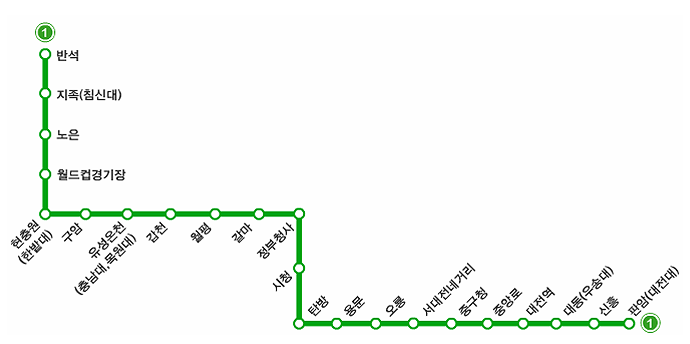 1
반석
지족(침신대)
노은
월드컵경기장
현충원
(한밭대)
구암
유성온천
(충남대,목원대)
갑천
월평
갈마
정부청사
시청
탄방
용문
오룡
서대전네거리
중구청
중앙로
대전역
대동(우송대)
신흥
판암(대전대)
1